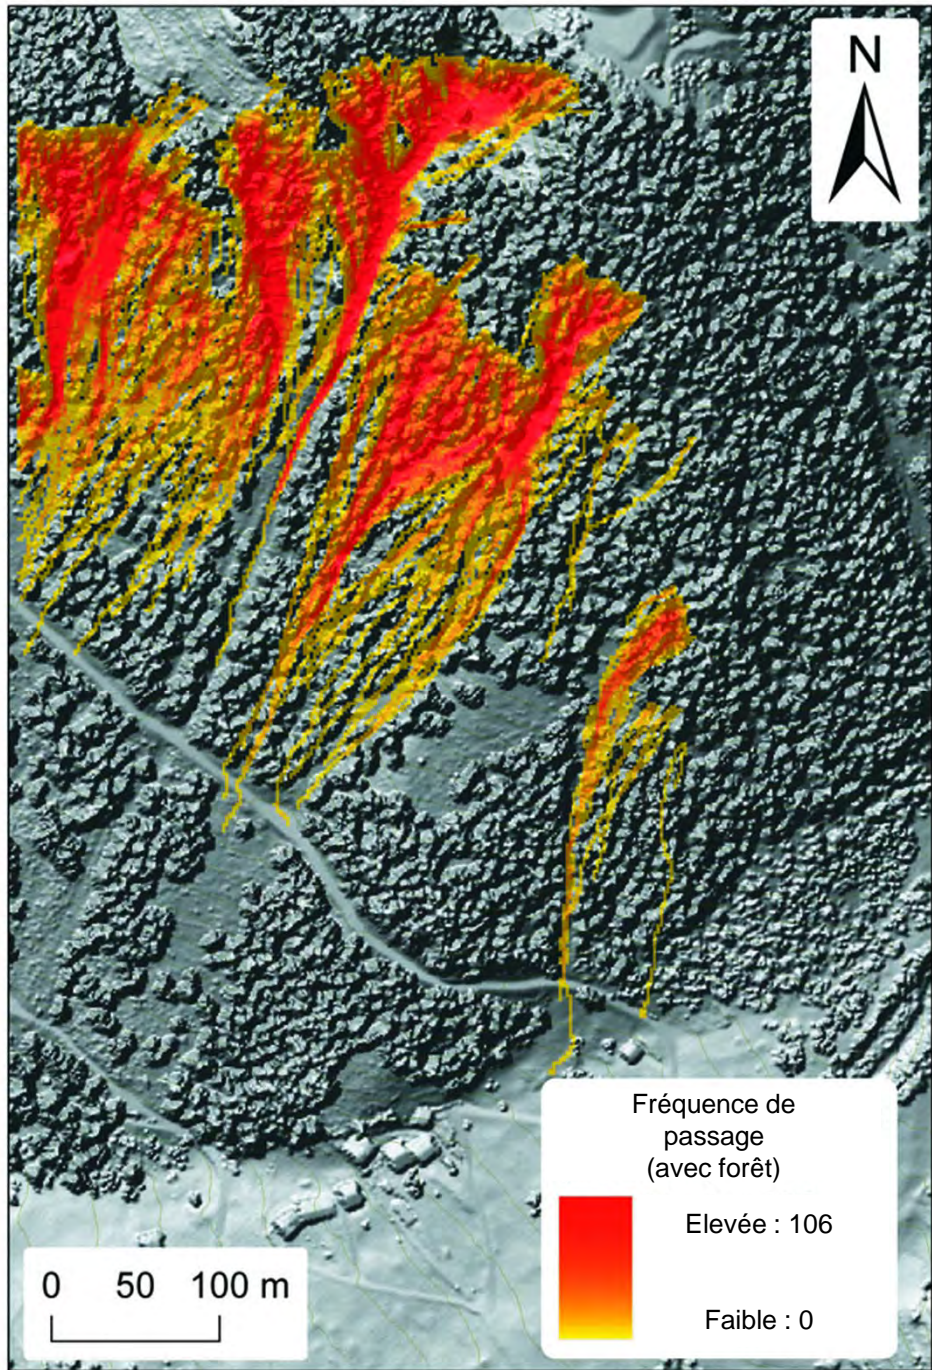 N
Fréquence de
passage
(avec forêt)
Elevée : 106
Faible : 0
0 50 100 m